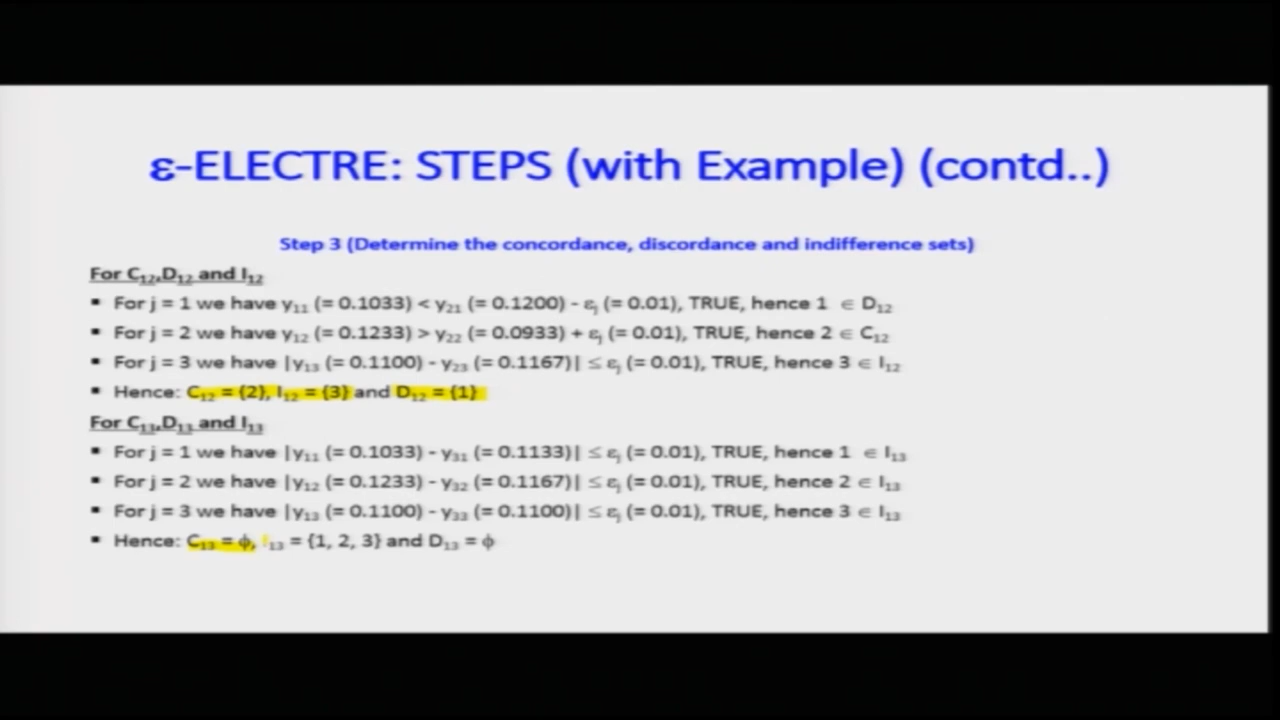 ε-ELECTRE: STEPS (with Example) (contd..)
Step 3 (Determine the concordance, discordance and indifference sets)
For C₁₂,D₁₂ and I₁₂
▪ For j = 1 we have y₁₁ (= 0.1033) < y₂₁ (= 0.1200) - εⱼ (= 0.01), TRUE, hence 1 ∈ D₁₂
▪ For j = 2 we have y₁₂ (= 0.1233) > y₂₂ (= 0.0933) + εⱼ (= 0.01), TRUE, hence 2 ∈ C₁₂
▪ For j = 3 we have |y₁₃ (= 0.1100) - y₂₃ (= 0.1167)| ≤ εⱼ (= 0.01), TRUE, hence 3 ∈ I₁₂
▪ Hence: C₁₂ = {2}, I₁₂ = {3} and D₁₂ = {1}
For C₁₃,D₁₃ and I₁₃
▪ For j = 1 we have |y₁₁ (= 0.1033) - y₃₁ (= 0.1133)| ≤ εⱼ (= 0.01), TRUE, hence 1 ∈ I₁₃
▪ For j = 2 we have |y₁₂ (= 0.1233) - y₃₂ (= 0.1167)| ≤ εⱼ (= 0.01), TRUE, hence 2 ∈ I₁₃
▪ For j = 3 we have |y₁₃ (= 0.1100) - y₃₃ (= 0.1100)| ≤ εⱼ (= 0.01), TRUE, hence 3 ∈ I₁₃
▪ Hence: C₁₃ = ϕ, I₁₃ = {1, 2, 3} and D₁₃ = ϕ